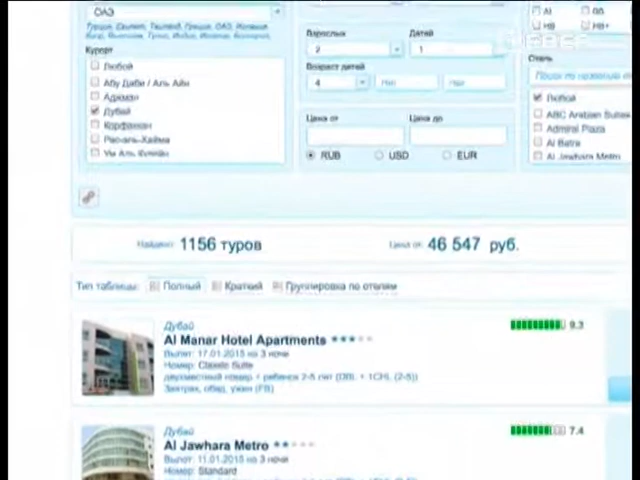 ОАЭ
Курорт
Любой
Абу Даби / Аль Айн
Аджман
Дубай
Корфаккан
Рас-аль-Хайма
Ум Аль Кувейн
Взрослых
Детей
2
1
Возраст детей
4
Цена от
Цена до
RUB
USD
EUR
AI
HB
HB+
Отель
Любой
ABC Arabian Suites
Admiral Plaza
Al Batra
Al Jawhara Metro
Найдено: 1156 туров
Цена от: 46 547 руб.
Тип таблицы: Полный Краткий Группировка по отелям
Дубай
Al Manar Hotel Apartments
9.3
Вылет: 17.01.2015 на 3 ночи
Номер: Classic Suite
двухместный номер + ребенок 2-5 лет (DBL + 1CHL (2-5))
Завтрак, обед, ужин (FB)
Дубай
Al Jawhara Metro
7.4
Вылет: 11.01.2015 на 3 ночи
Номер: Standard